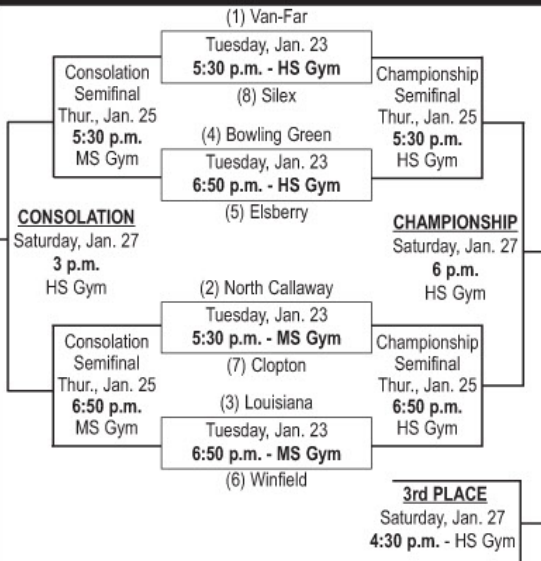 (1) Van-Far
Tuesday, Jan. 23
5:30 p.m. - HS Gym
(8) Silex
Consolation
Semifinal
Thur., Jan. 25
5:30 p.m.
MS Gym
Championship
Semifinal
Thur., Jan. 25
5:30 p.m.
HS Gym
(4) Bowling Green
Tuesday, Jan. 23
6:50 p.m. - HS Gym
(5) Elsberry
CONSOLATION
Saturday, Jan. 27
3 p.m.
HS Gym
CHAMPIONSHIP
Saturday, Jan. 27
6 p.m.
HS Gym
(2) North Callaway
Tuesday, Jan. 23
5:30 p.m. - MS Gym
(7) Clopton
Consolation
Semifinal
Thur., Jan. 25
6:50 p.m.
MS Gym
Championship
Semifinal
Thur., Jan. 25
6:50 p.m.
HS Gym
(3) Louisiana
Tuesday, Jan. 23
6:50 p.m. - MS Gym
(6) Winfield
3rd PLACE
Saturday, Jan. 27
4:30 p.m. - HS Gym